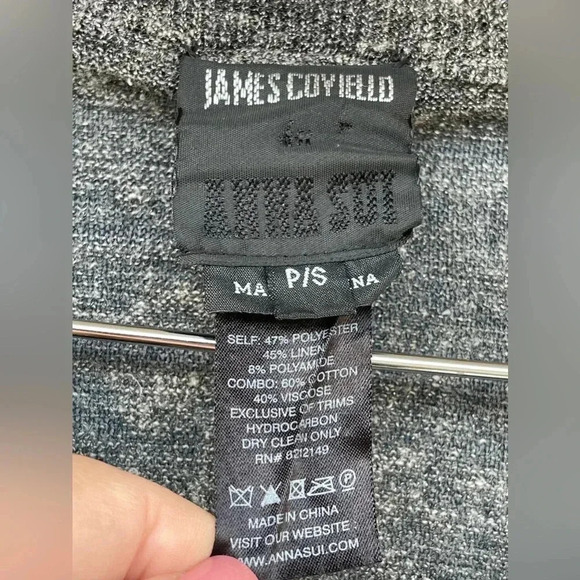 JAMES COVIELLO
ANNA SUI
MA P/S NA
SELF: 47% POLYESTER
45% LINEN
8% POLYAMIDE
COMBO: 60% COTTON
40% VISCOSE
EXCLUSIVE OF TRIMS
HYDROCARBON
DRY CLEAN ONLY
RN# 8212149
MADE IN CHINA
VISIT OUR WEBSITE :
WWW.ANNASUI.COM